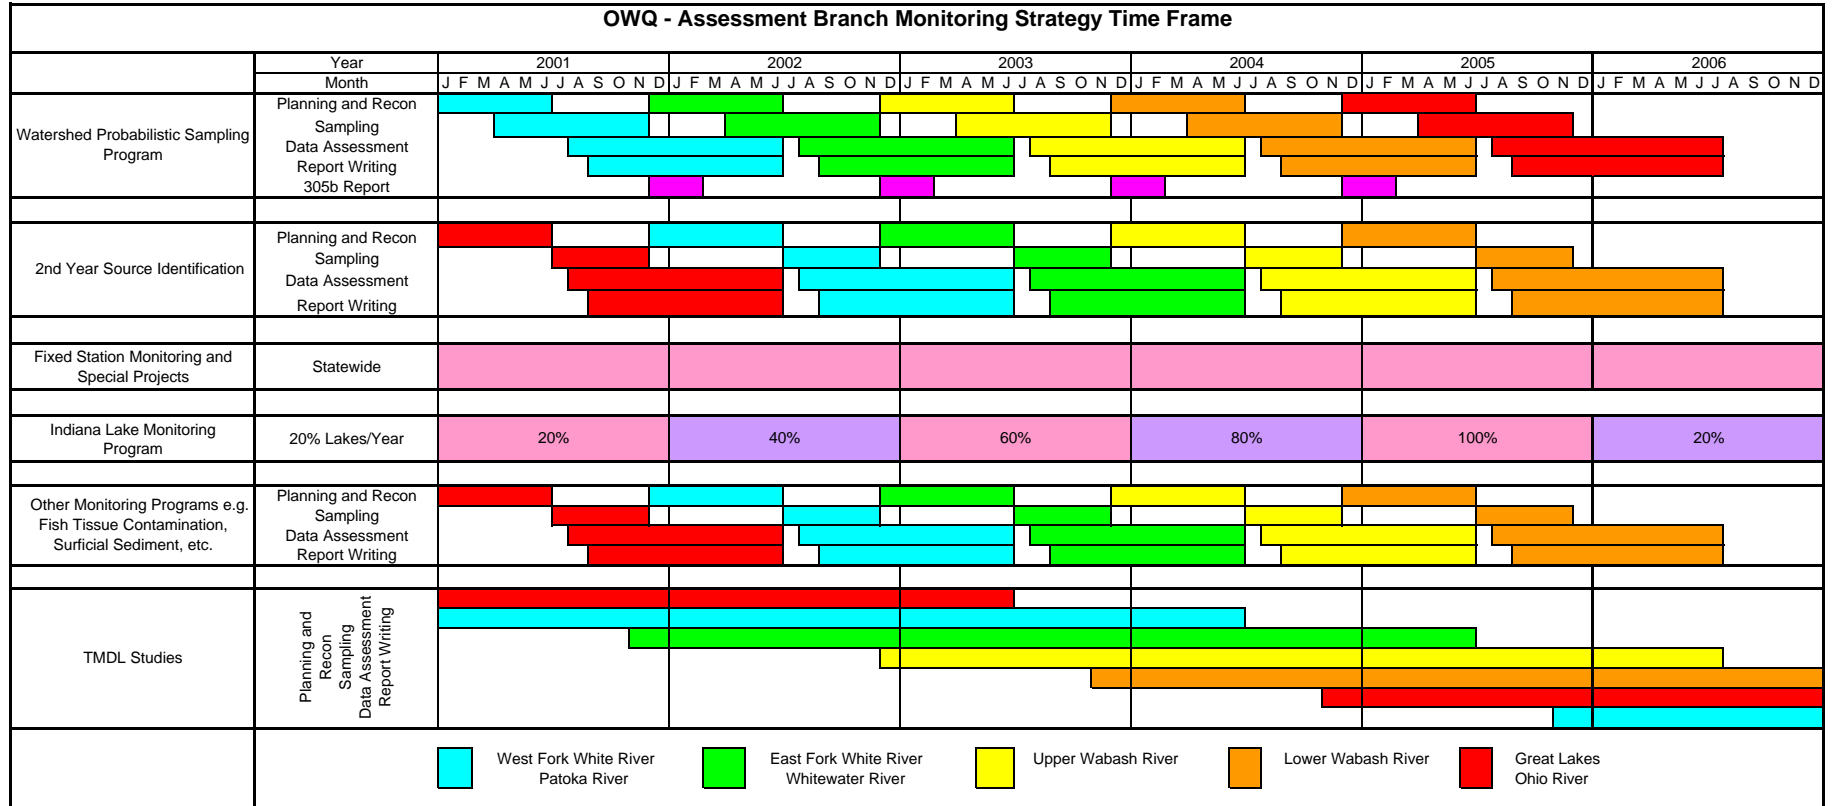 OWQ - Assessment Branch Monitoring Strategy Time Frame
Year 2001 2002 2003 2004 2005 2006
Month J F M A M J J A S O N D J F M A M J J A S O N D J F M A M J J A S O N D J F M A M J J A S O N D J F M A M J J A S O N D J F M A M J J A S O N D
Watershed Probabilistic Sampling
Program
Planning and Recon
Sampling
Data Assessment
Report Writing
305b Report
2nd Year Source Identification
Planning and Recon
Sampling
Data Assessment
Report Writing
Fixed Station Monitoring and
Special Projects
Statewide
Indiana Lake Monitoring
Program
20% Lakes/Year 20% 40% 60% 80% 100% 20%
Other Monitoring Programs e.g.
Fish Tissue Contamination,
Surficial Sediment, etc.
Planning and Recon
Sampling
Data Assessment
Report Writing
TMDL Studies
Planning and
Recon
Sampling
Data Assessment
Report Writing
West Fork White River
Patoka River
East Fork White River
Whitewater River
Upper Wabash River
Lower Wabash River
Great Lakes
Ohio River